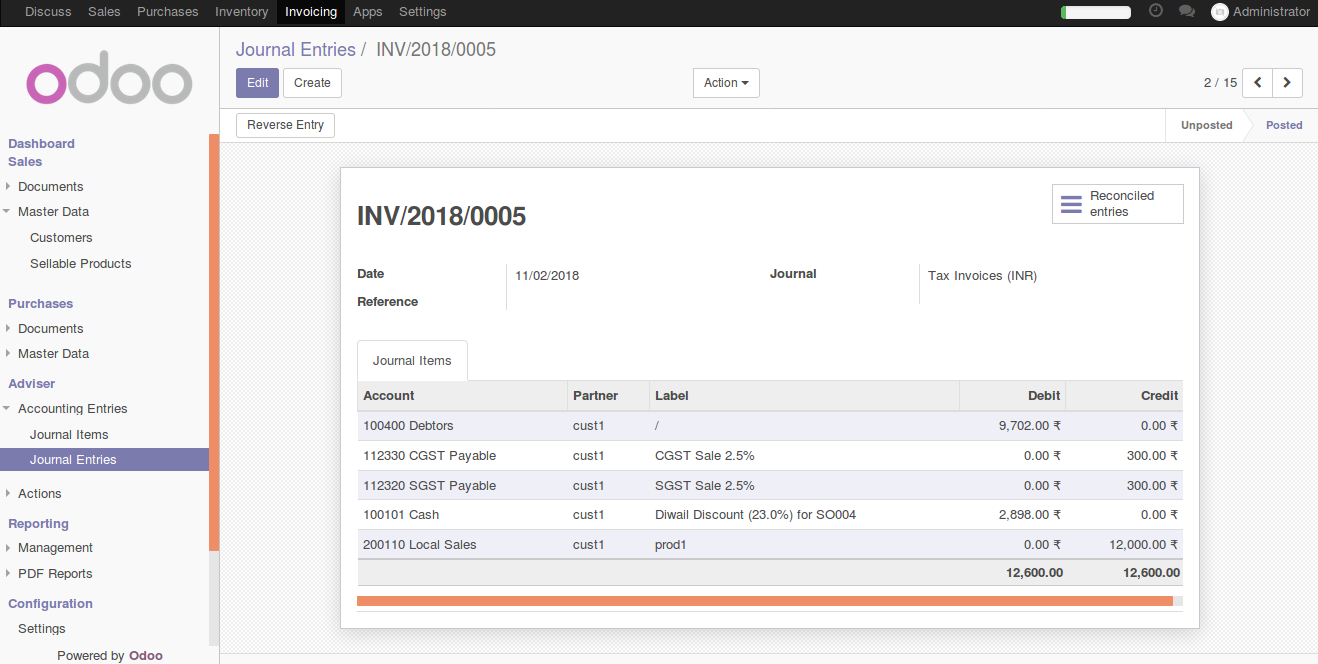 Discuss Sales Purchases Inventory Invoicing Apps Settings Administrator
odoo
Dashboard
Sales
Documents
Master Data
Customers
Sellable Products
Purchases
Documents
Master Data
Adviser
Accounting Entries
Journal Items
Journal Entries
Actions
Reporting
Management
PDF Reports
Configuration
Settings
Powered by Odoo
Journal Entries / INV/2018/0005
Edit Create Action 2 / 15
Reverse Entry Unposted Posted
Reconciled
entries
INV/2018/0005
Date 11/02/2018 Journal Tax Invoices (INR)
Reference
Journal Items
Account Partner Label Debit Credit
100400 Debtors cust1 / 9,702.00 ₹ 0.00 ₹
112330 CGST Payable cust1 CGST Sale 2.5% 0.00 ₹ 300.00 ₹
112320 SGST Payable cust1 SGST Sale 2.5% 0.00 ₹ 300.00 ₹
100101 Cash cust1 Diwail Discount (23.0%) for SO004 2,898.00 ₹ 0.00 ₹
200110 Local Sales cust1 prod1 0.00 ₹ 12,000.00 ₹
12,600.00 12,600.00